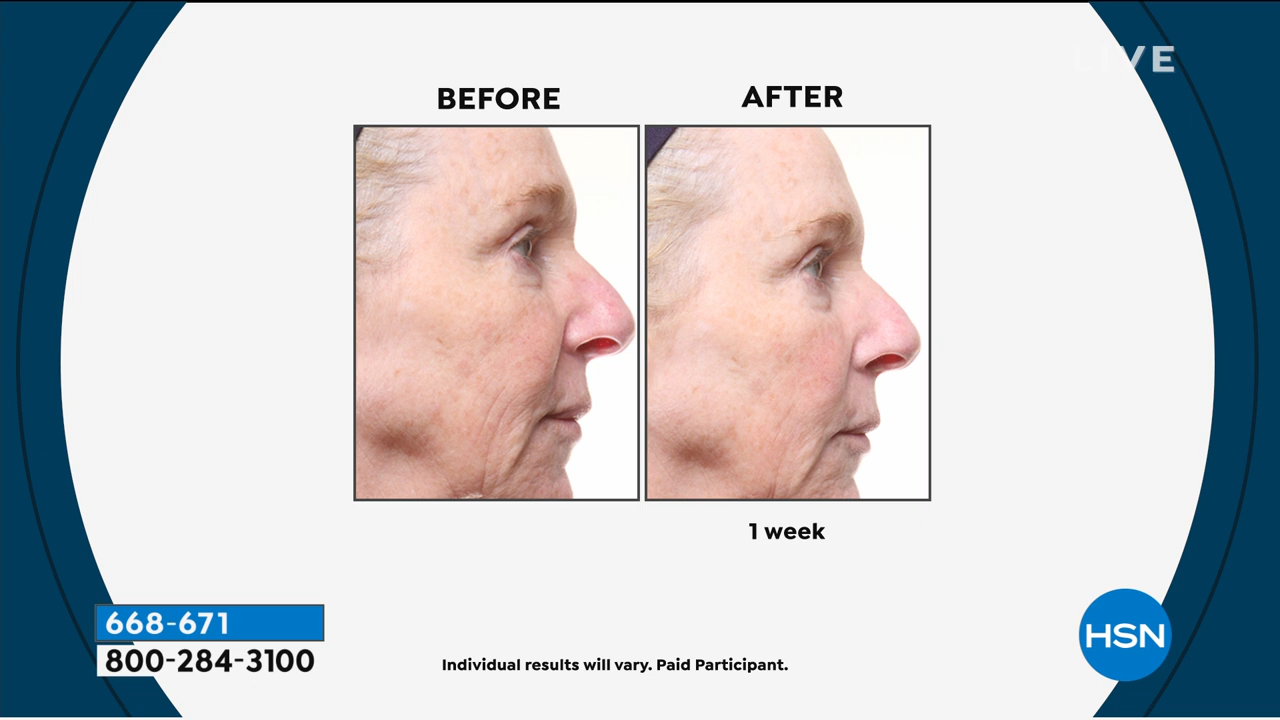 LIVE
BEFORE
AFTER
1 week
668-671
800-284-3100
Individual results will vary. Paid Participant.
HSN